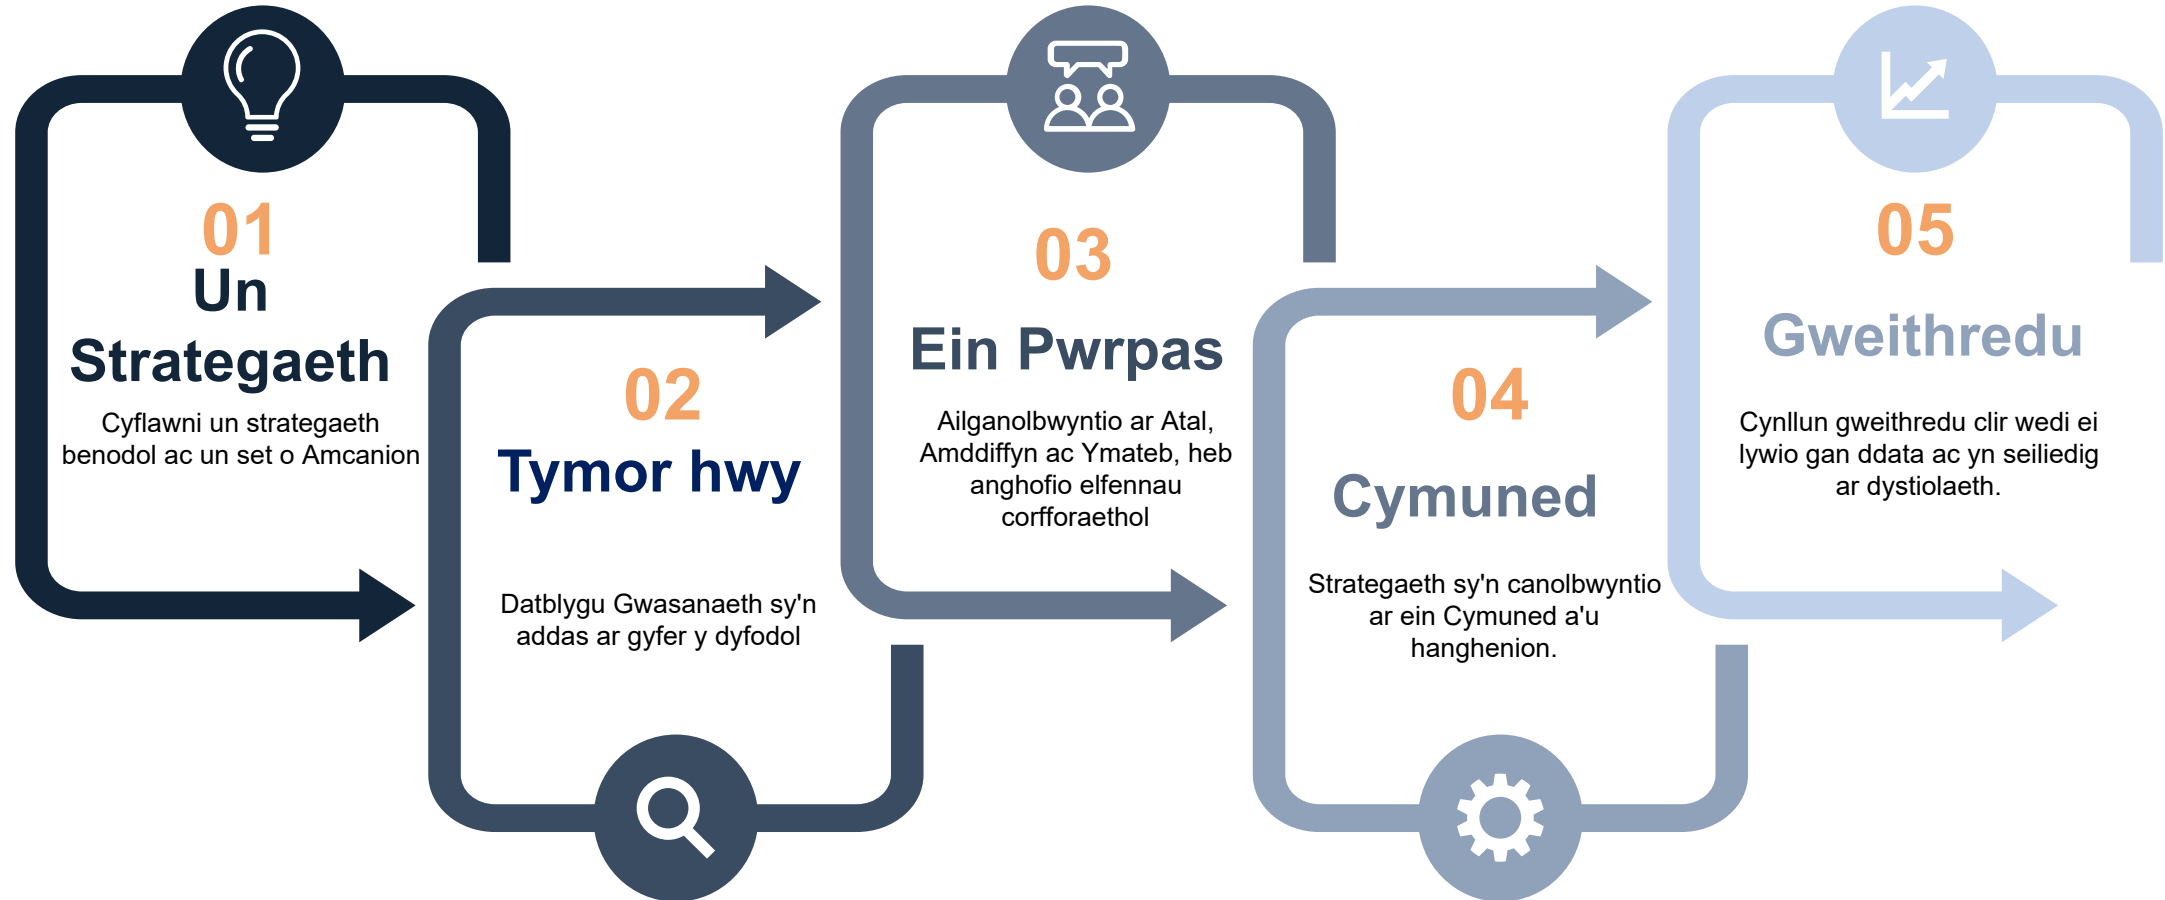 01
Un
Strategaeth
Cyflawni un strategaeth
benodol ac un set o Amcanion
02
Tymor hwy
Datblygu Gwasanaeth sy'n
addas ar gyfer y dyfodol
03
Ein Pwrpas
Ailganolbwyntio ar Atal,
Amddiffyn ac Ymateb, heb
anghofio elfennau
corfforaethol
04
Cymuned
Strategaeth sy'n canolbwyntio
ar ein Cymuned a'u
hanghenion.
05
Gweithredu
Cynllun gweithredu clir wedi ei
lywio gan ddata ac yn seiliedig
ar dystiolaeth.